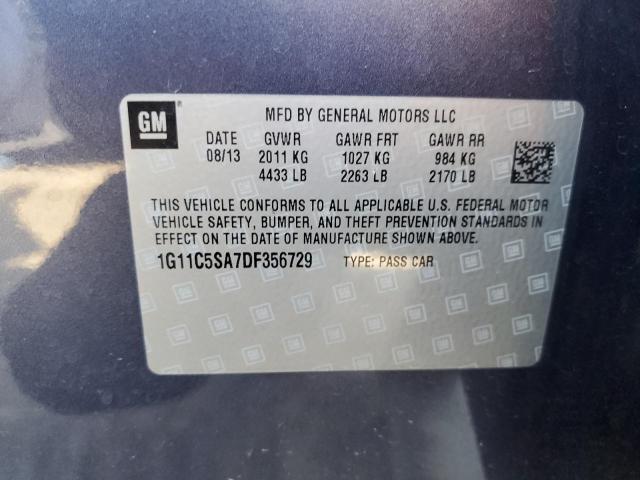 GM
MFD BY GENERAL MOTORS LLC
DATE GVWR GAWR FRT GAWR RR
08/13 2011 KG 1027 KG 984 KG
4433 LB 2263 LB 2170 LB
THIS VEHICLE CONFORMS TO ALL APPLICABLE U.S. FEDERAL MOTOR
VEHICLE SAFETY, BUMPER, AND THEFT PREVENTION STANDARDS IN
EFFECT ON THE DATE OF MANUFACTURE SHOWN ABOVE.
1G11C5SA7DF356729 TYPE: PASS CAR